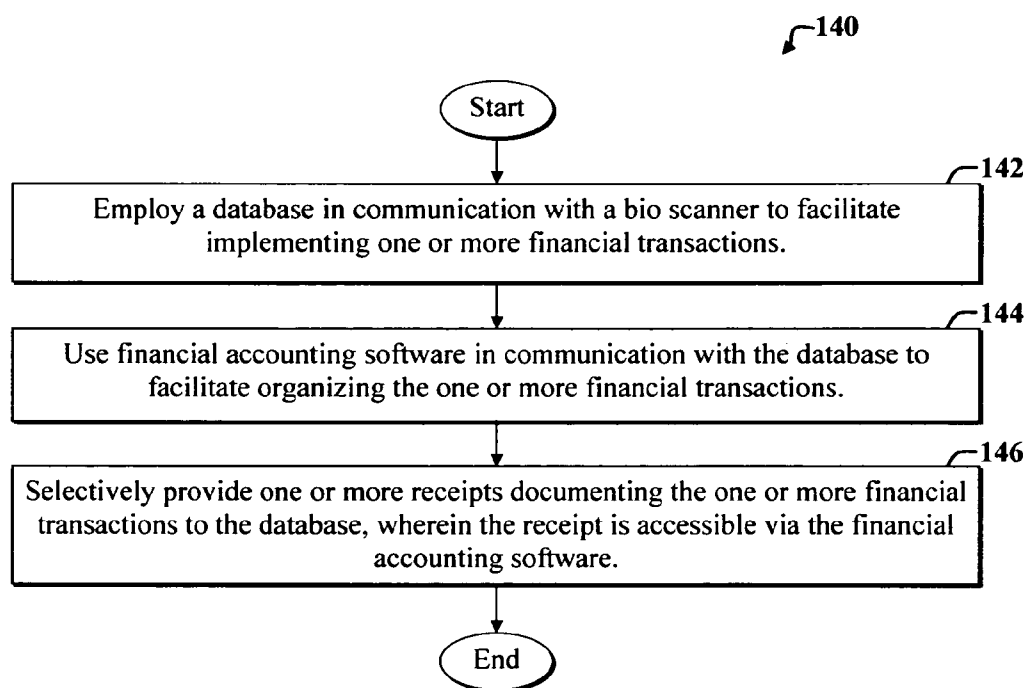 140
Start
142
Employ a database in communication with a bio scanner to facilitate
implementing one or more financial transactions.
144
Use financial accounting software in communication with the database to
facilitate organizing the one or more financial transactions.
146
Selectively provide one or more receipts documenting the one or more financial
transactions to the database, wherein the receipt is accessible via the financial
accounting software.
End